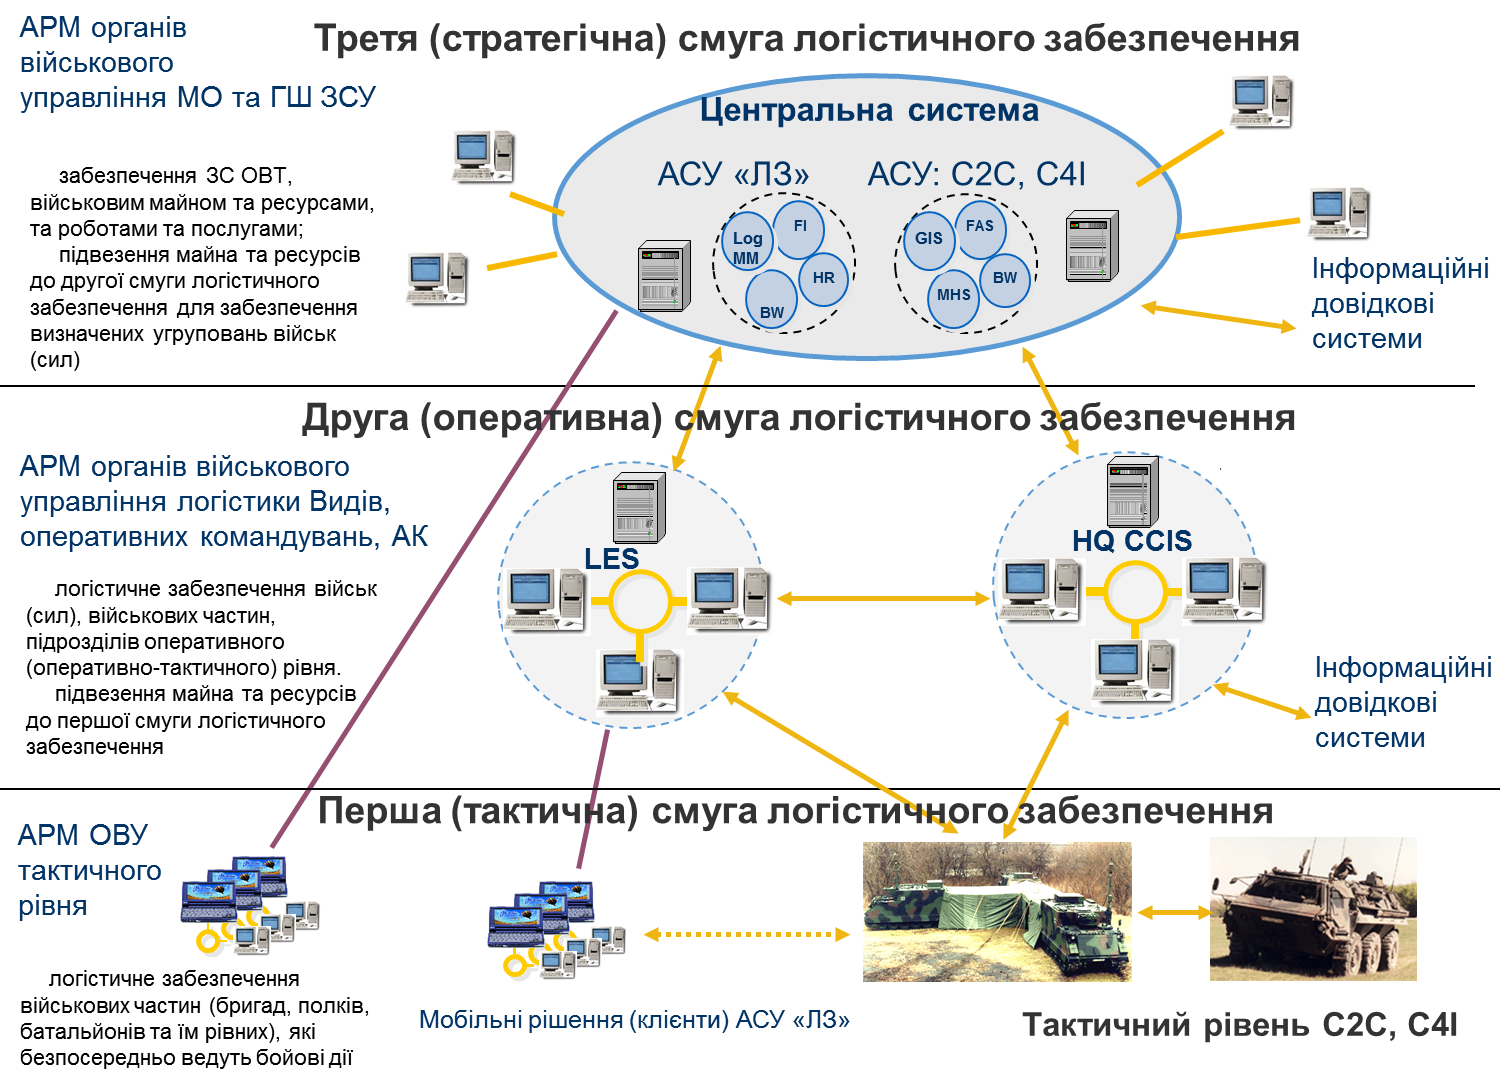 АРМ органів
військового
управління МО та ГШ ЗСУ
Третя (стратегічна) смуга логістичного забезпечення
Центральна система
АСУ «ЛЗ»
АСУ: C2C, C4I
Log
MM
FI
HR
BW
GIS
FAS
BW
MHS
забезпечення ЗС ОВТ,
військовим майном та ресурсами,
та роботами та послугами;
підвезення майна та ресурсів
до другої смуги логістичного
забезпечення для забезпечення
визначених угруповань військ
(сил)
Інформаційні
довідкові
системи
Друга (оперативна) смуга логістичного забезпечення
АРМ органів військового
управління логістики Видів,
оперативних командувань, АК
LES
HQ CCIS
логістичне забезпечення військ
(сил), військових частин,
підрозділів оперативного
(оперативно-тактичного) рівня.
підвезення майна та ресурсів
до першої смуги логістичного
забезпечення
Інформаційні
довідкові
системи
Перша (тактична) смуга логістичного забезпечення
АРМ ОВУ
тактичного
рівня
логістичне забезпечення
військових частин (бригад, полків,
батальйонів та їм рівних), які
безпосередньо ведуть бойові дії
Мобільні рішення (клієнти) АСУ «ЛЗ»
Тактичний рівень C2C, C4I